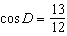 cos D = 13/12